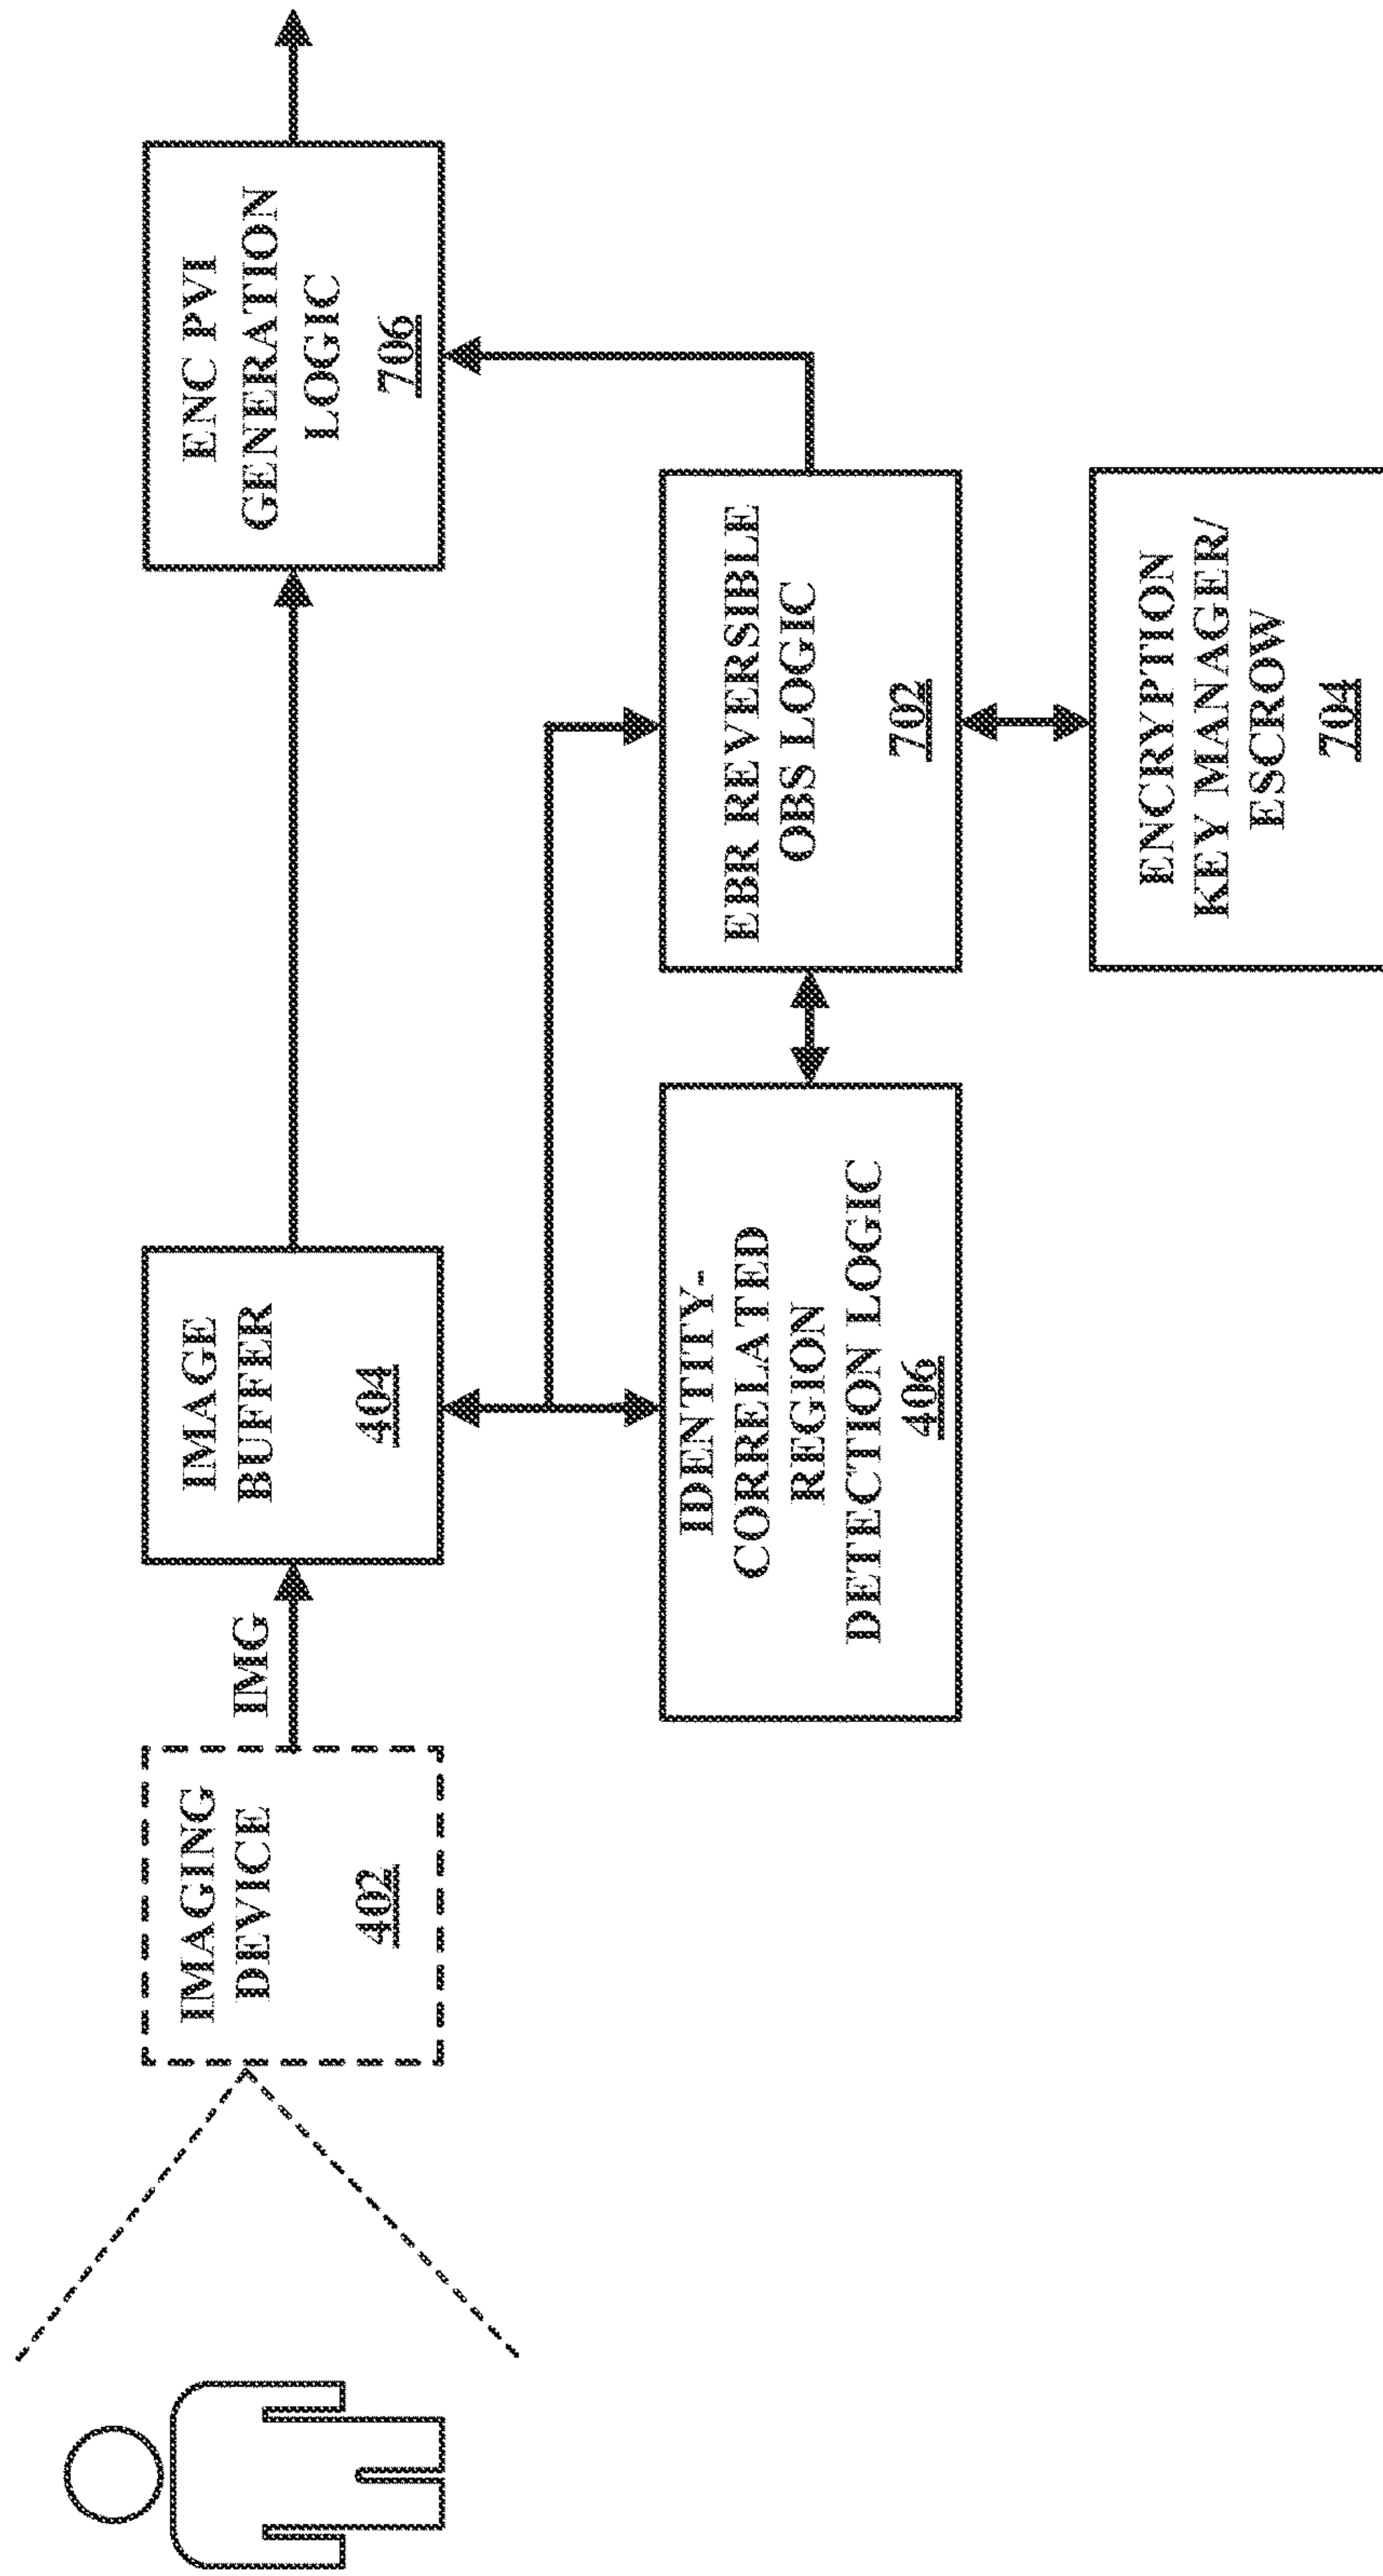 IMAGING
DEVICE
402
IMG
IMAGE
BUFFER
404
ENC PVI
GENERATION
LOGIC
706
IDENTITY-
CORRELATED
REGION
DETECTION LOGIC
406
EBR REVERSIBLE
OBS LOGIC
702
ENCRYPTION
KEY MANAGER/
ESCROW
704